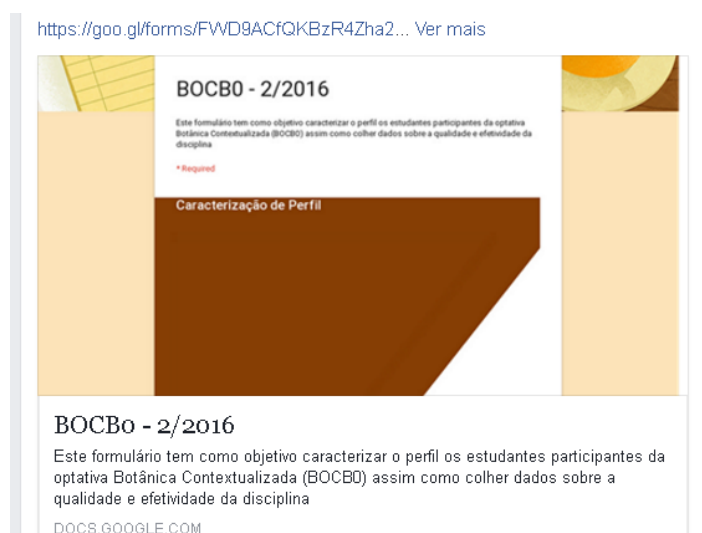 https://goo.gl/forms/FWD9ACfQKBzR4Zha2... Ver mais
BOCB0 - 2/2016
Este formulário tem como objetivo caracterizar o perfil os estudantes participantes da optativa
Botânica Contextualizada (BOCB0) assim como colher dados sobre a qualidade e efetividade da
disciplina
* Required
Caracterização de Perfil
BOCB0 - 2/2016
Este formulário tem como objetivo caracterizar o perfil os estudantes participantes da
optativa Botânica Contextualizada (BOCB0) assim como colher dados sobre a
qualidade e efetividade da disciplina
DOCS.GOOGLE.COM